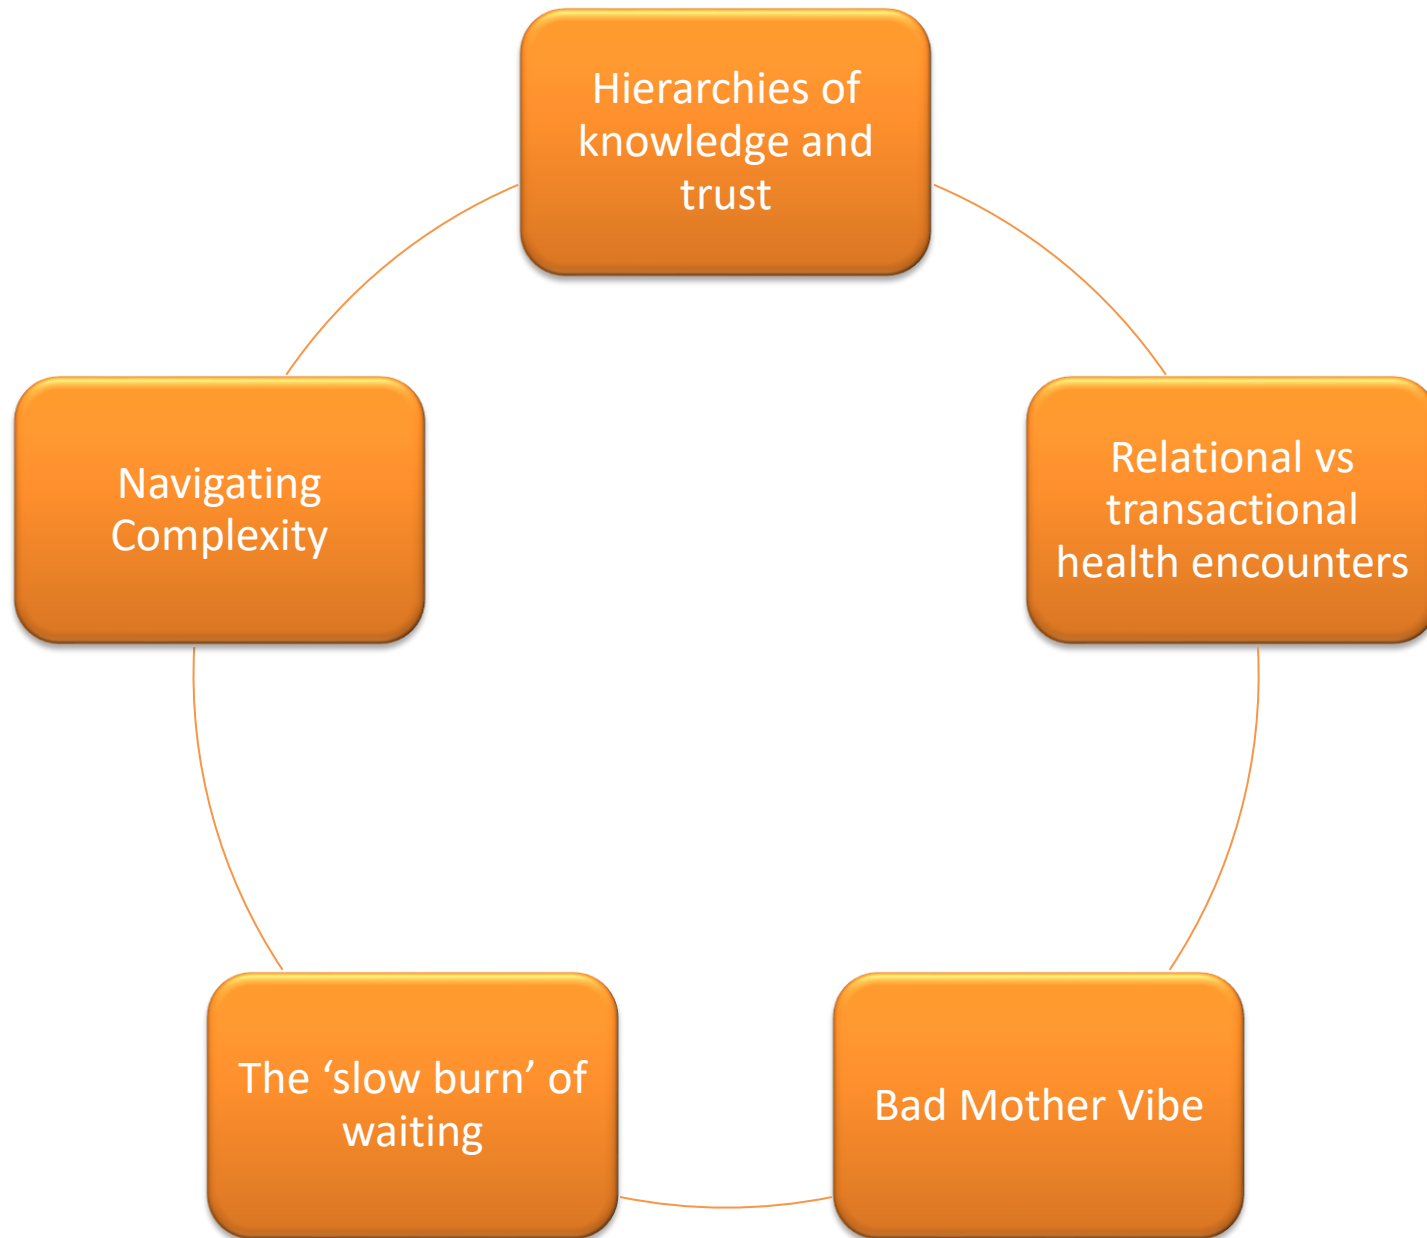 Hierarchies of
knowledge and
trust
Relational vs
transactional
health encounters
Bad Mother Vibe
The ‘slow burn’ of
waiting
Navigating
Complexity